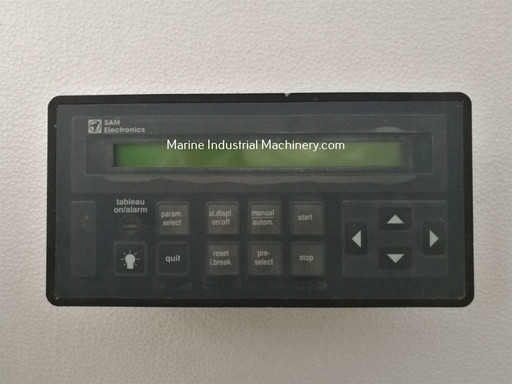 SAM
Electronics
Marine Industrial Machinery.com
tableau
on/alarm
param.
select
al.displ.
on/off
manual
autom.
start
quit
reset
l.break.
pre-
select
stop